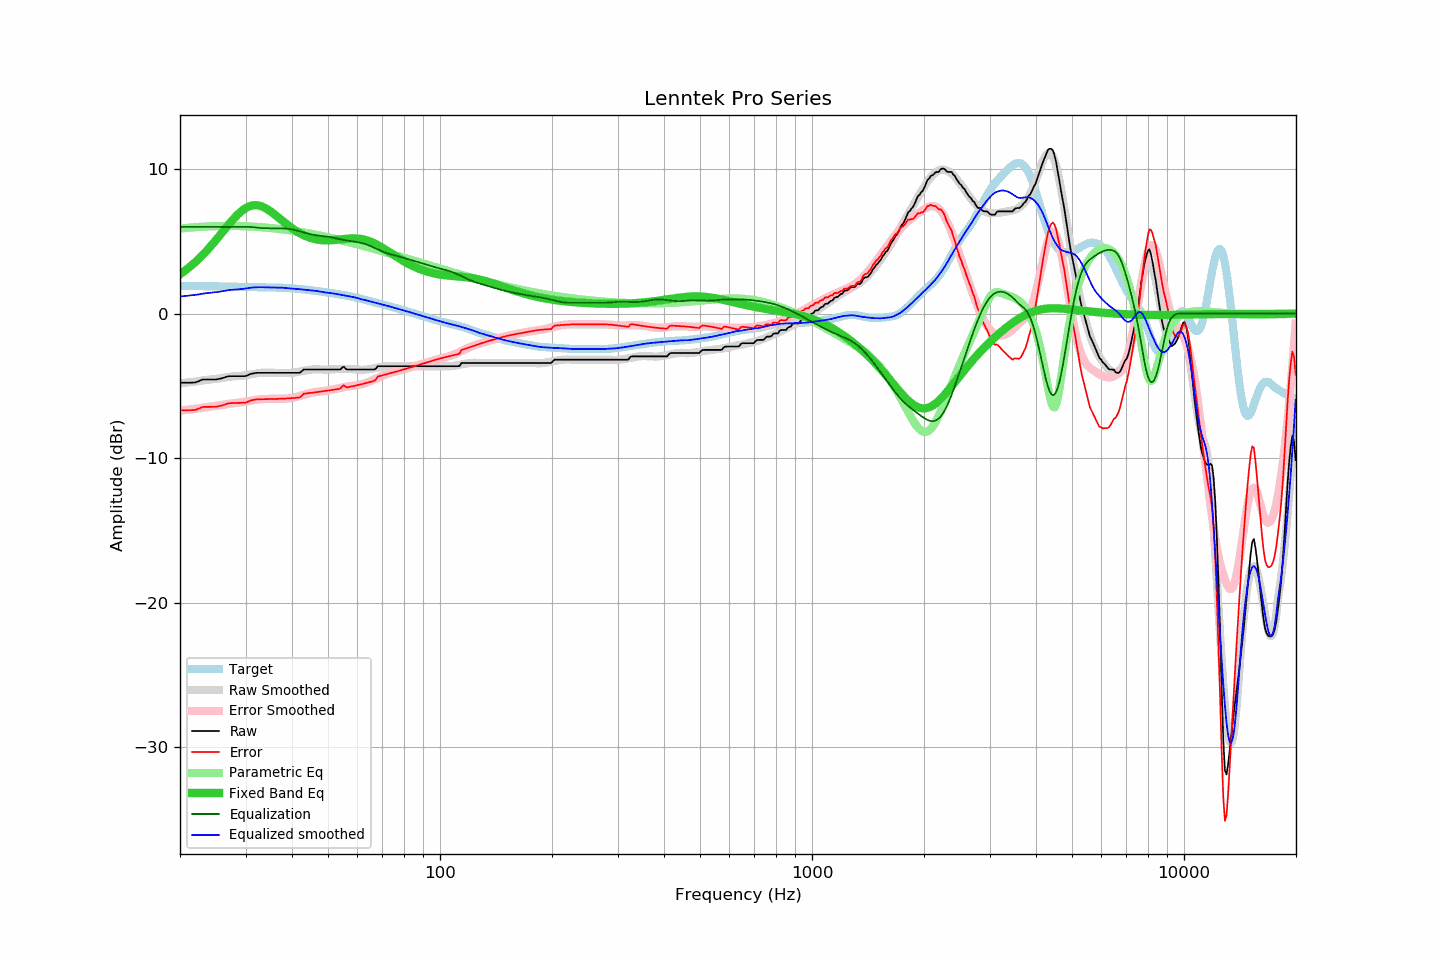 Lenntek Pro Series
10
0
−10
−20
−30
Amplitude (dBr)
Target
Raw Smoothed
Error Smoothed
Raw
Error
Parametric Eq
Fixed Band Eq
Equalization
Equalized smoothed
100 1000 10000
Frequency (Hz)